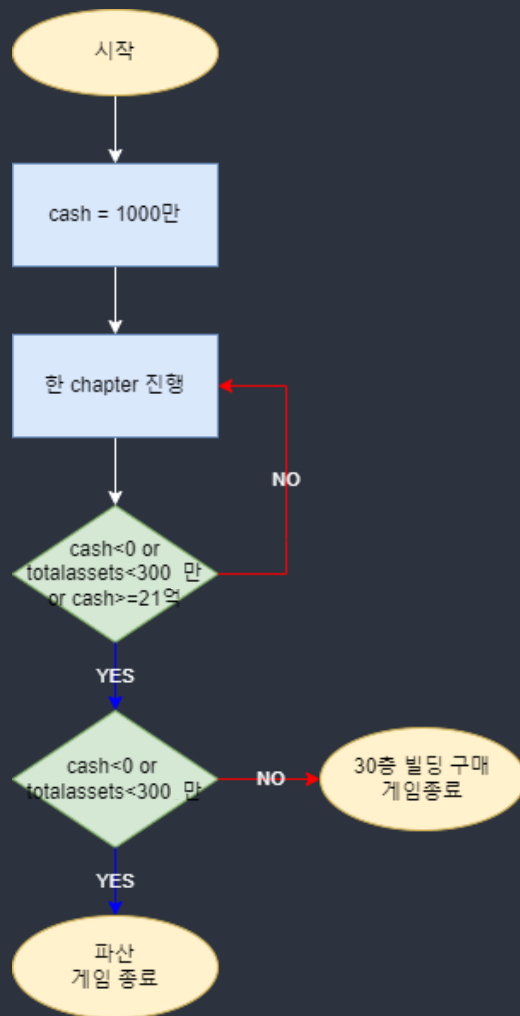 시작
cash = 1000만
한 chapter 진행
NO
cash<0 or
totalassets<300 만
or cash>=21억
YES
cash<0 or
totalassets<300 만
NO
30층 빌딩 구매
게임종료
YES
파산
게임 종료